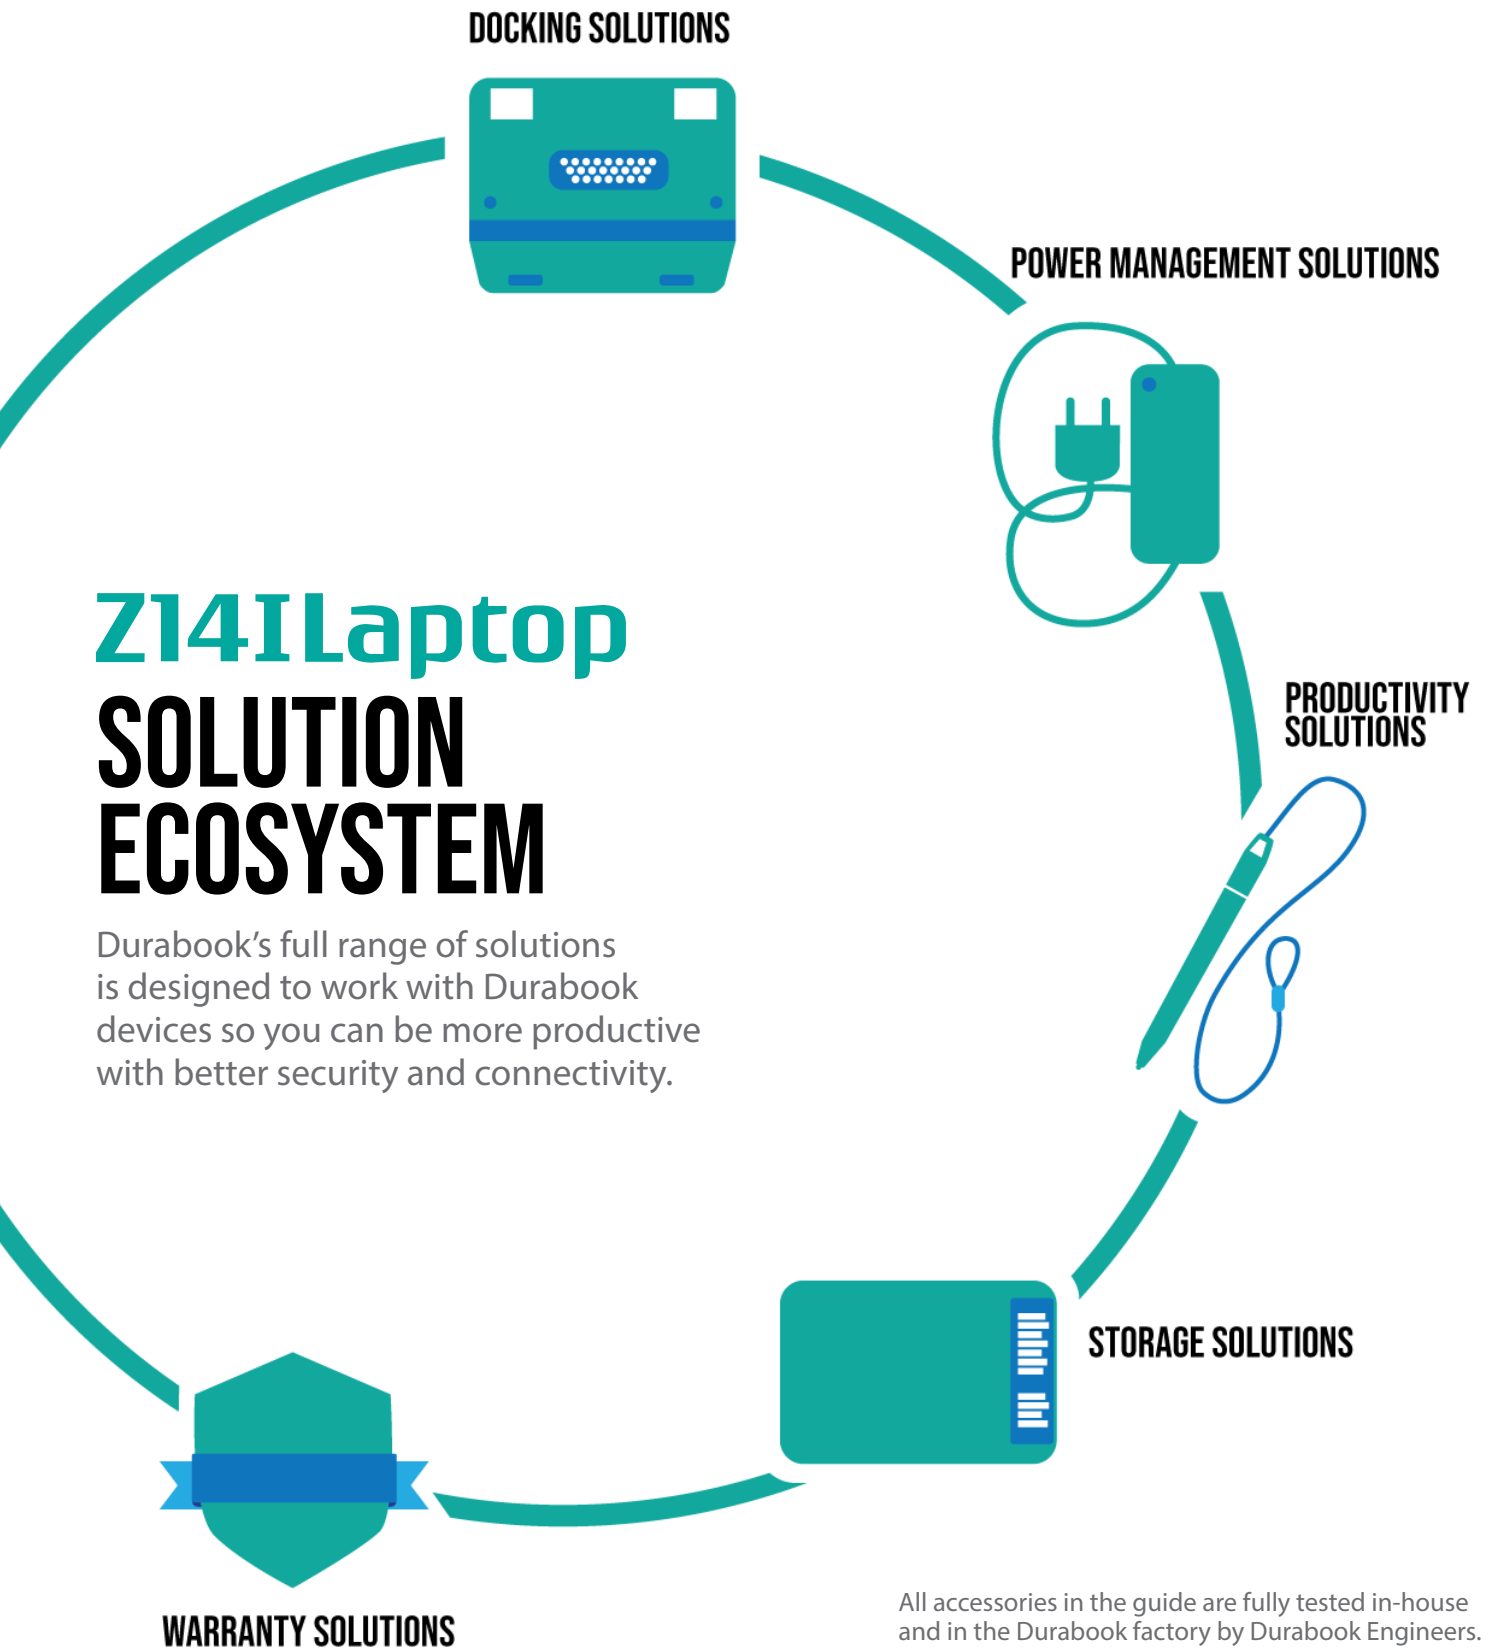 DOCKING SOLUTIONS
POWER MANAGEMENT SOLUTIONS
PRODUCTIVITY
SOLUTIONS
Z14I Laptop
SOLUTION
ECOSYSTEM
Durabook’s full range of solutions
is designed to work with Durabook
devices so you can be more productive
with better security and connectivity.
STORAGE SOLUTIONS
WARRANTY SOLUTIONS
All accessories in the guide are fully tested in-house
and in the Durabook factory by Durabook Engineers.